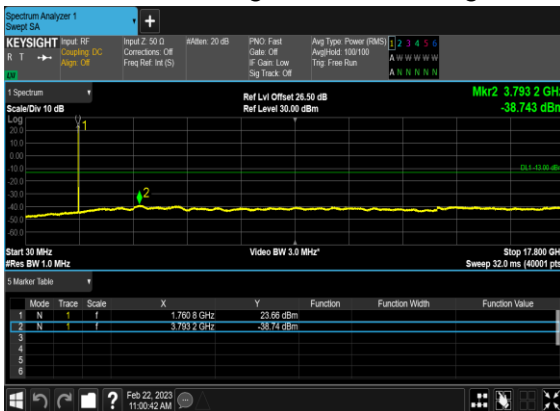 Spectrum Analyzer 1
Swept SA
KEYSIGHT Input: RF Input Z: 50 Ω #Atten: 20 dB PNO: Fast Avg Type: Power (RMS) 1 2 3 4 5 6
R T Coupling: DC Corrections: Off Gate: Off Avg|Hold: 100/100 A W W W W W
Align: Off Freq Ref: Int (S) IF Gain: Low Trig: Free Run
Sig Track: Off A N N N N N
LV
1 Spectrum Ref Lvl Offset 26.50 dB Mkr2 3.793 2 GHz
Scale/Div 10 dB Ref Level 30.00 dBm -38.743 dBm
Log
20.0
10.0
0.00
-10.0
DL1 -13.00 dBm
-20.0
-30.0
-40.0
-50.0
-60.0
1
2
Start 30 MHz Video BW 3.0 MHz* Stop 17.800 GHz
#Res BW 1.0 MHz Sweep 32.0 ms (40001 pts
5 Marker Table
Mode Trace Scale X Y Function Function Width Function Value
1 N 1 f 1.760 8 GHz 23.66 dBm
2 N 1 f 3.793 2 GHz -38.74 dBm
3
4
5
6
? Feb 22, 2023
11:00:42 AM